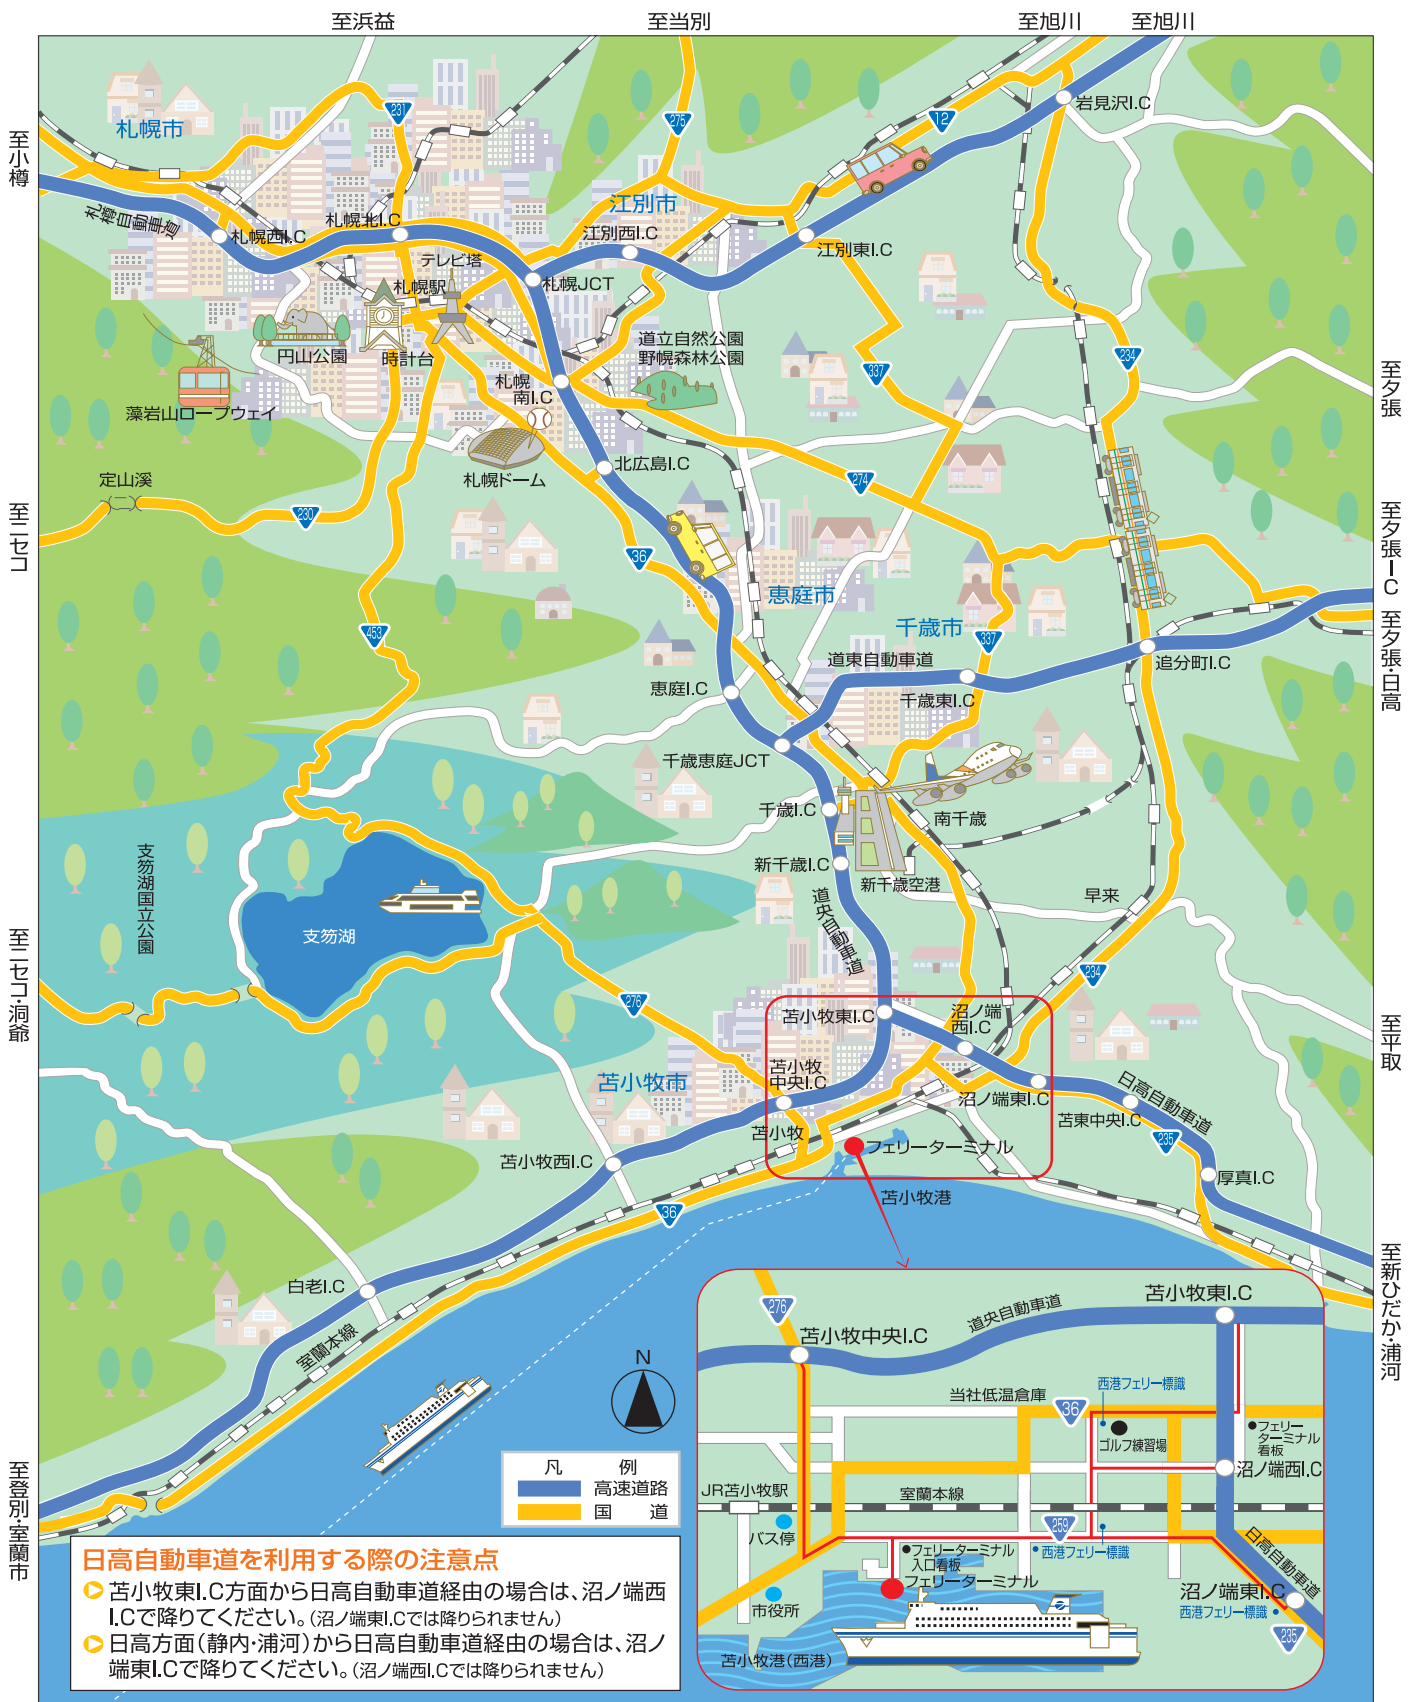 至浜益
至当別
至旭川
至旭川
至小樽
至ニセコ
至ニセコ・洞爺
至登別・室蘭市
至夕張
至夕張I-C
至夕張・日高
至平取
至新ひだか・浦河
札幌市
231
275
12
岩見沢I.C
札樽自動車道
札幌西I.C
札幌北I.C
江別市
江別西I.C
江別東I.C
テレビ塔
札幌駅
札幌JCT
円山公園
時計台
道立自然公園
野幌森林公園
337
234
藻岩山ロープウェイ
札幌
南I.C
札幌ドーム
北広島I.C
定山渓
230
274
36
恵庭市
千歳市
453
337
道東自動車道
追分町I.C
恵庭I.C
千歳東I.C
千歳恵庭JCT
千歳I.C
南千歳
新千歳I.C
新千歳空港
早来
支笏湖国立公園
支笏湖
道央自動車道
234
276
苫小牧東I.C
沼ノ端
西I.C
苫小牧市
苫小牧
中央I.C
沼ノ端東I.C
日高自動車道
苫東中央I.C
235
苫小牧
フェリーターミナル
苫小牧西I.C
厚真I.C
苫小牧港
36
白老I.C
室蘭本線
N
凡例
高速道路
国道
276
苫小牧中央I.C
道央自動車道
苫小牧東I.C
当社低温倉庫
36
西港フェリー標識
ゴルフ練習場
フェリー
ターミナル
看板
沼ノ端西I.C
JR苫小牧駅
室蘭本線
バス停
259
西港フェリー標識
フェリーターミナル
入口看板
フェリーターミナル
日高自動車道
沼ノ端東I.C
西港フェリー標識
235
市役所
苫小牧港(西港)
日高自動車道を利用する際の注意点
苫小牧東I.C方面から日高自動車道経由の場合は、沼ノ端西
I.Cで降りてください。(沼ノ端東I.Cでは降りられません)
日高方面(静内・浦河)から日高自動車道経由の場合は、沼ノ
端東I.Cで降りてください。(沼ノ端西I.Cでは降りられません)